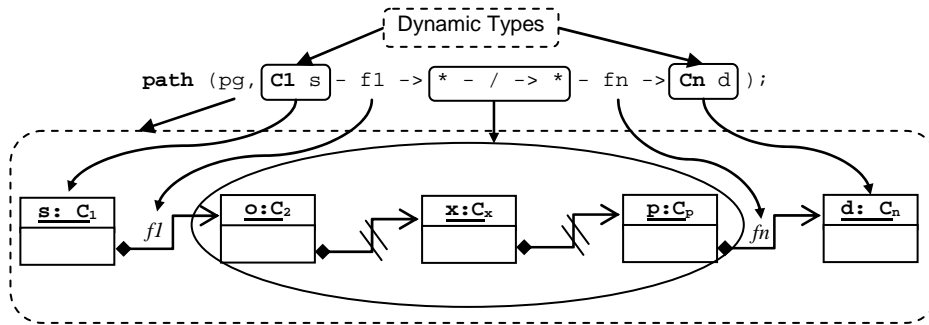 Dynamic Types
path (pg, C1 s - f1 -> * - / -> * - fn -> Cn d );
s: C₁
f1
o:C₂
x:Cₓ
p:Cₚ
fn
d: Cₙ